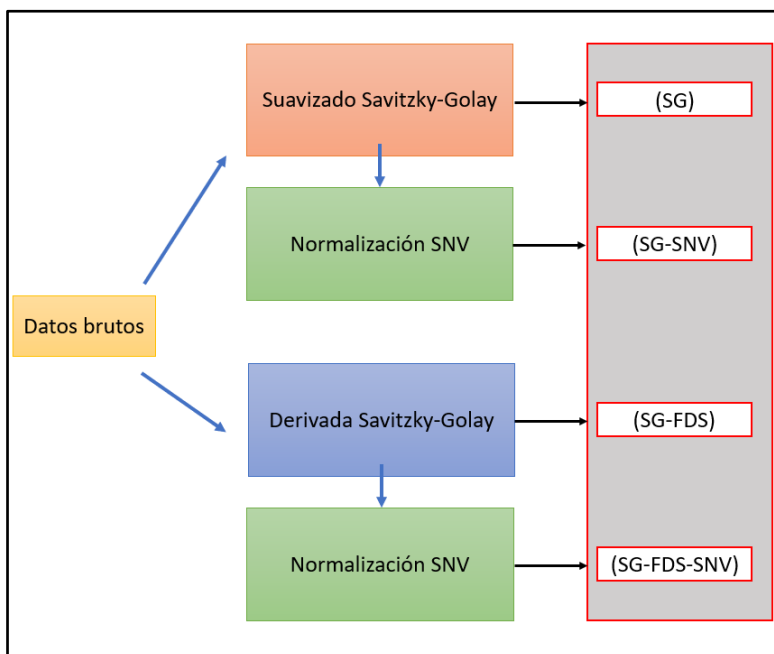 Suavizado Savitzky-Golay
(SG)
Normalización SNV
(SG-SNV)
Datos brutos
Derivada Savitzky-Golay
(SG-FDS)
Normalización SNV
(SG-FDS-SNV)